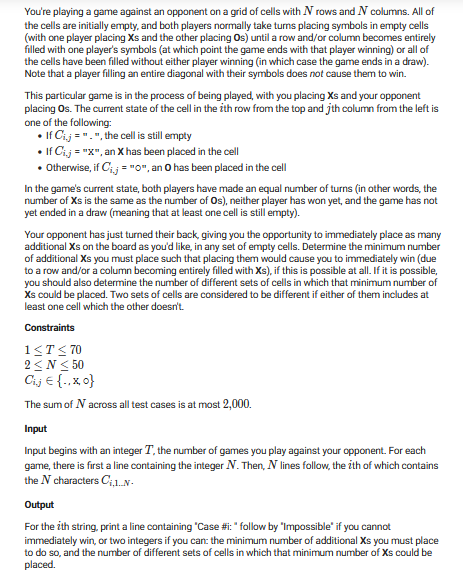 You're playing a game against an opponent on a grid of cells with N rows and N columns. All of
the cells are initially empty, and both players normally take turns placing symbols in empty cells
(with one player placing Xs and the other placing Os) until a row and/or column becomes entirely
filled with one player's symbols (at which point the game ends with that player winning) or all of
the cells have been filled without either player winning (in which case the game ends in a draw).
Note that a player filling an entire diagonal with their symbols does not cause them to win.
This particular game is in the process of being played, with you placing Xs and your opponent
placing Os. The current state of the cell in the ith row from the top and jth column from the left is
one of the following:
• If Ci,j = ".", the cell is still empty
• If Ci,j = "X", an X has been placed in the cell
• Otherwise, if Ci,j = "O", an O has been placed in the cell
In the game's current state, both players have made an equal number of turns (in other words, the
number of Xs is the same as the number of Os), neither player has won yet, and the game has not
yet ended in a draw (meaning that at least one cell is still empty).
Your opponent has just turned their back, giving you the opportunity to immediately place as many
additional Xs on the board as you'd like, in any set of empty cells. Determine the minimum number
of additional Xs you must place such that placing them would cause you to immediately win (due
to a row and/or a column becoming entirely filled with Xs), if this is possible at all. If it is possible,
you should also determine the number of different sets of cells in which that minimum number of
Xs could be placed. Two sets of cells are considered to be different if either of them includes at
least one cell which the other doesn't.
Constraints
1 ≤ T ≤ 70
2 ≤ N ≤ 50
Ci,j ∈ {., x, o}
The sum of N across all test cases is at most 2,000.
Input
Input begins with an integer T, the number of games you play against your opponent. For each
game, there is first a line containing the integer N. Then, N lines follow, the ith of which contains
the N characters Ci,1..N.
Output
For the ith string, print a line containing "Case #i: " follow by "Impossible" if you cannot
immediately win, or two integers if you can: the minimum number of additional Xs you must place
to do so, and the number of different sets of cells in which that minimum number of Xs could be
placed.